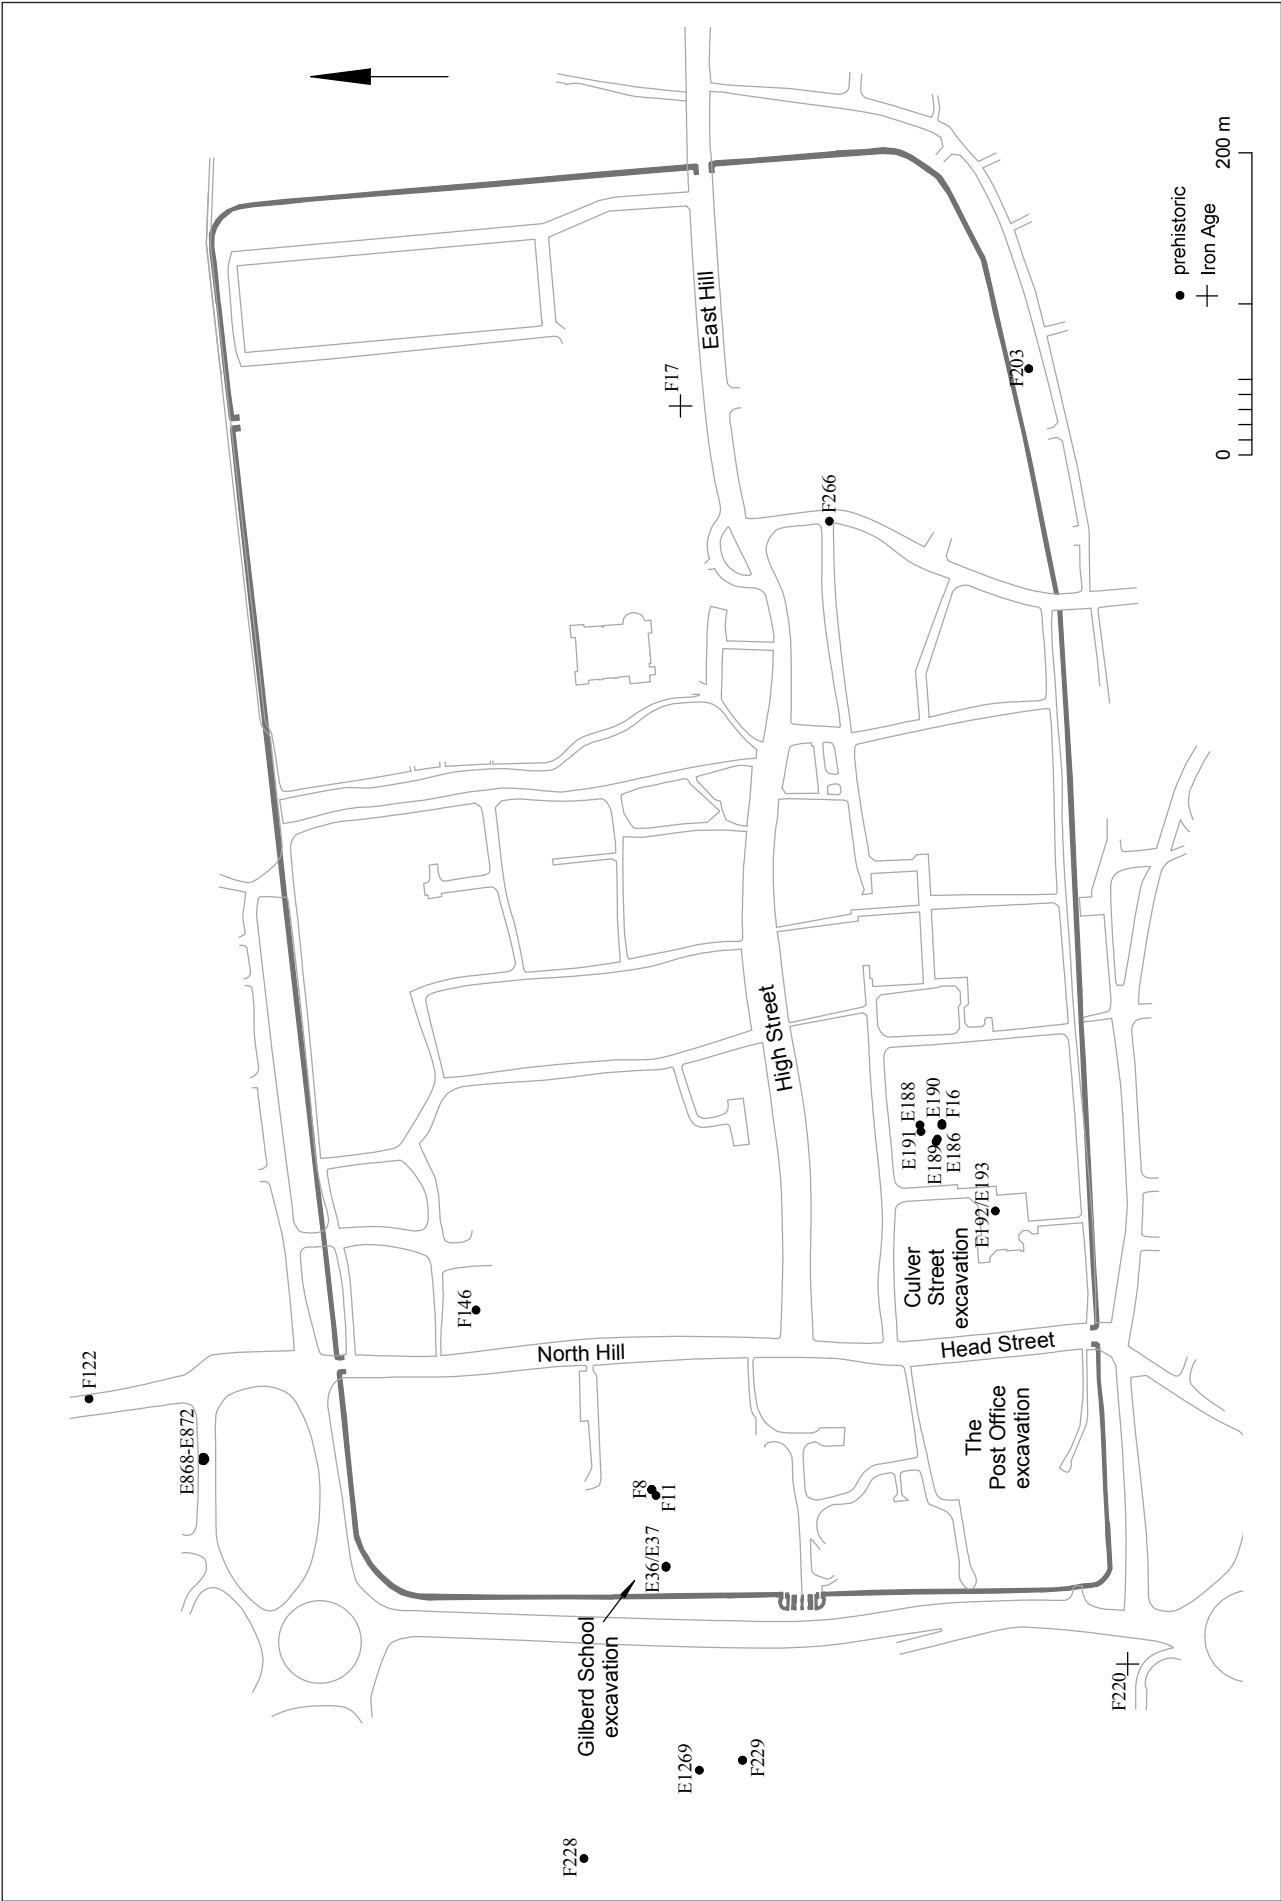 F122
E868-E872
F146
North Hill
F8
F11
E36/E37
Gilberd School
excavation
E1269
F229
F228
F220
The
Post Office
excavation
Head Street
Culver
Street
excavation
E192/E193
E191
E188
E189
E190
E186
F16
High Street
F266
F17
East Hill
F203
prehistoric
Iron Age
0
200 m